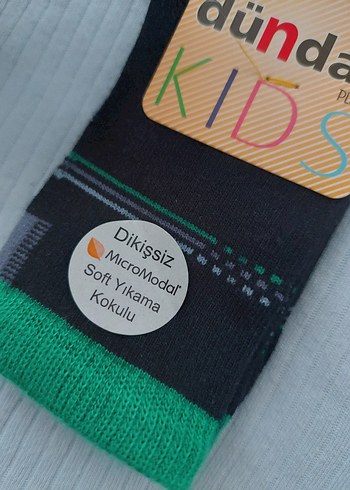 dünda
KIDS
Dikişsiz
MicroModal
Soft Yıkama
Kokulu